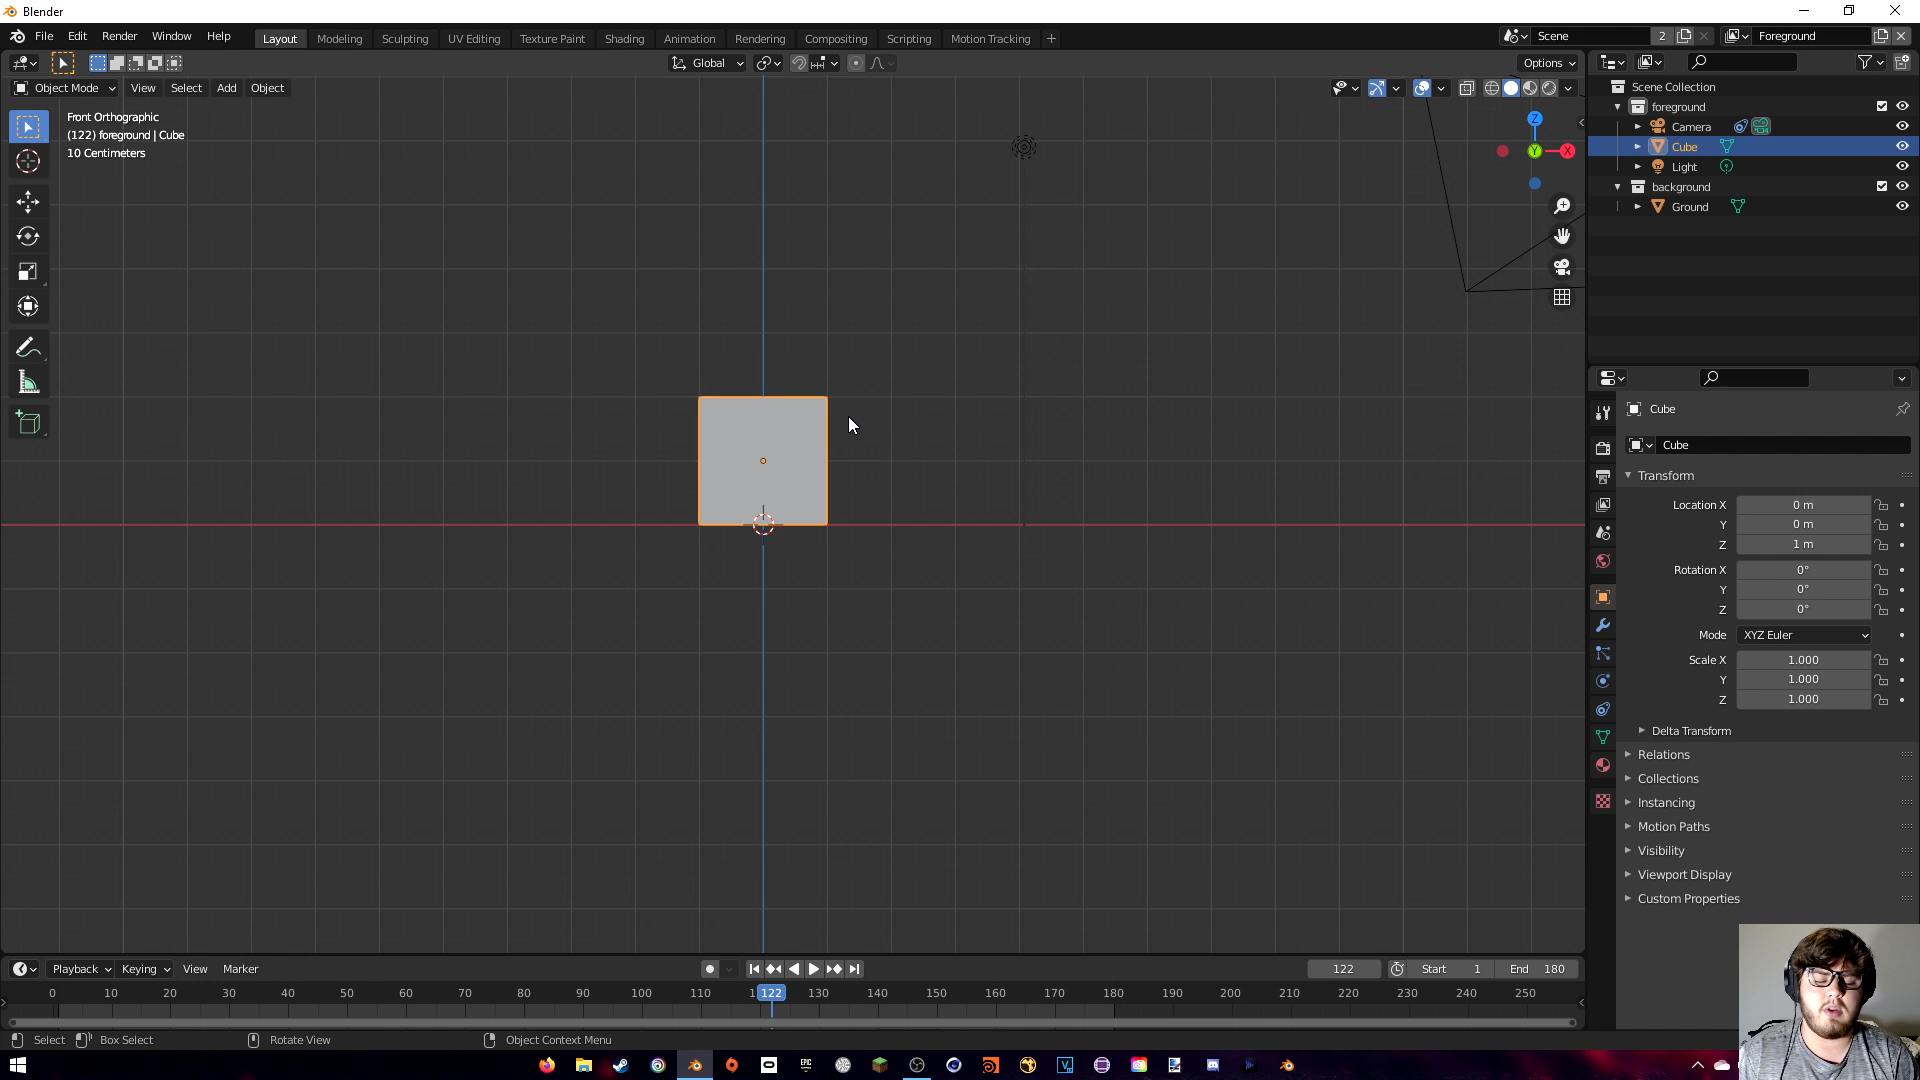 Blender
File Edit Render Window Help
Layout Modeling Sculpting UV Editing Texture Paint Shading Animation Rendering Compositing Scripting Motion Tracking +
Scene 2
Foreground
Global
Options
Object Mode View Select Add Object
Front Orthographic
(122) foreground | Cube
10 Centimeters
Z
Y
X
Scene Collection
foreground
Camera
Cube
Light
background
Ground
Cube
Cube
Transform
Location X 0 m
Y 0 m
Z 1 m
Rotation X 0°
Y 0°
Z 0°
Mode XYZ Euler
Scale X 1.000
Y 1.000
Z 1.000
Delta Transform
Relations
Collections
Instancing
Motion Paths
Visibility
Viewport Display
Custom Properties
Playback Keying View Marker
122 Start 1 End 180
0 10 20 30 40 50 60 70 80 90 100 110 122 130 140 150 160 170 180 190 200 210 220 230 240 250
Select Box Select Rotate View Object Context Menu
EPIC